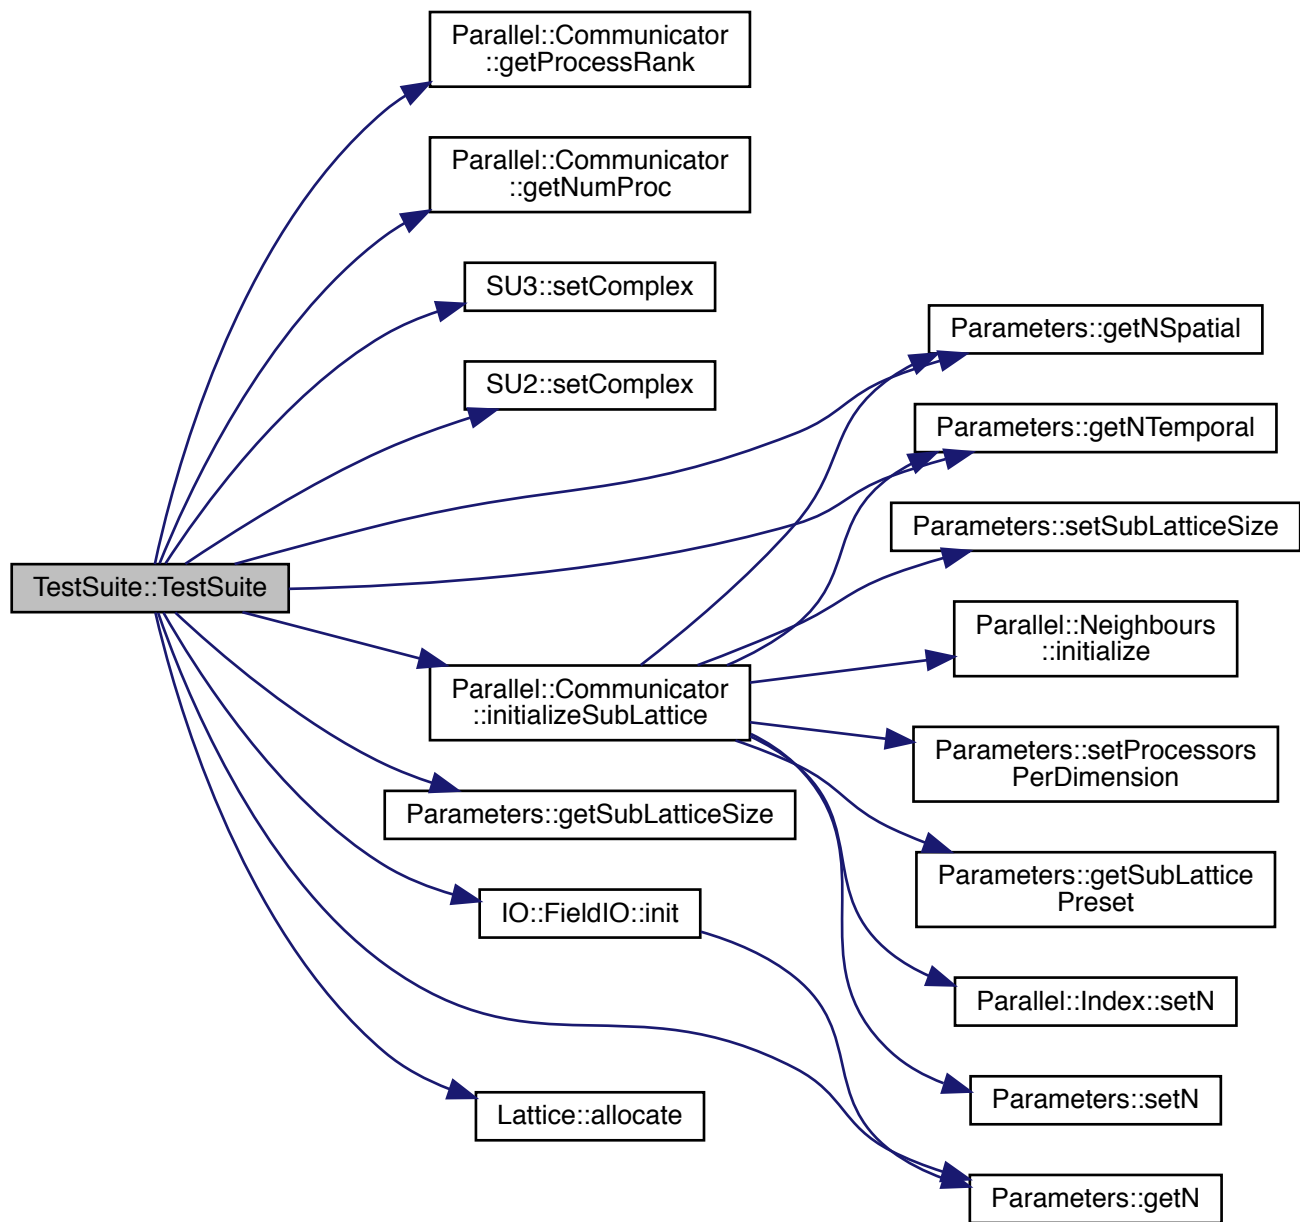 Parallel::Communicator
::getProcessRank
Parallel::Communicator
::getNumProc
SU3::setComplex
SU2::setComplex
Parameters::getNSpatial
Parameters::getNTemporal
Parameters::setSubLatticeSize
TestSuite::TestSuite
Parallel::Neighbours
::initialize
Parallel::Communicator
::initializeSubLattice
Parameters::setProcessors
PerDimension
Parameters::getSubLatticeSize
Parameters::getSubLattice
Preset
IO::FieldIO::init
Parallel::Index::setN
Parameters::setN
Lattice::allocate
Parameters::getN